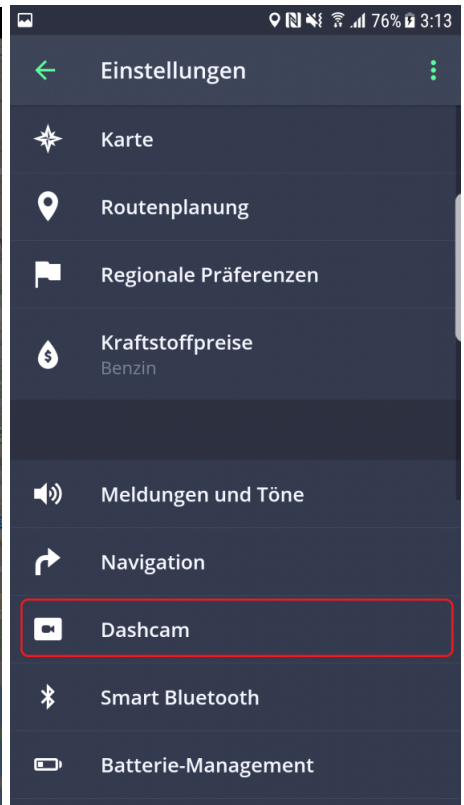 76% 3:13
Einstellungen
Karte
Routenplanung
Regionale Präferenzen
Kraftstoffpreise
Benzin
Meldungen und Töne
Navigation
Dashcam
Smart Bluetooth
Batterie-Management